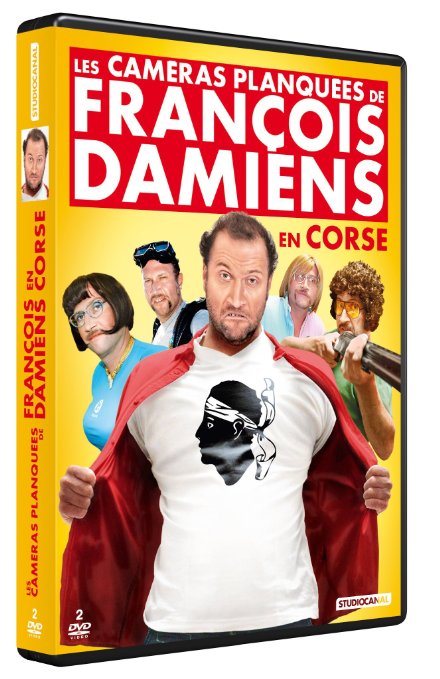 LES CAMERAS PLANQUEES DE
FRANÇOIS
DAMIENS
EN CORSE
STUDIOCANAL
2
DVD
VIDEO
STUDIOCANAL
LES
CAMERAS PLANQUEES
DE
FRANÇOIS EN
DAMIENS CORSE
2
DVD
VIDEO